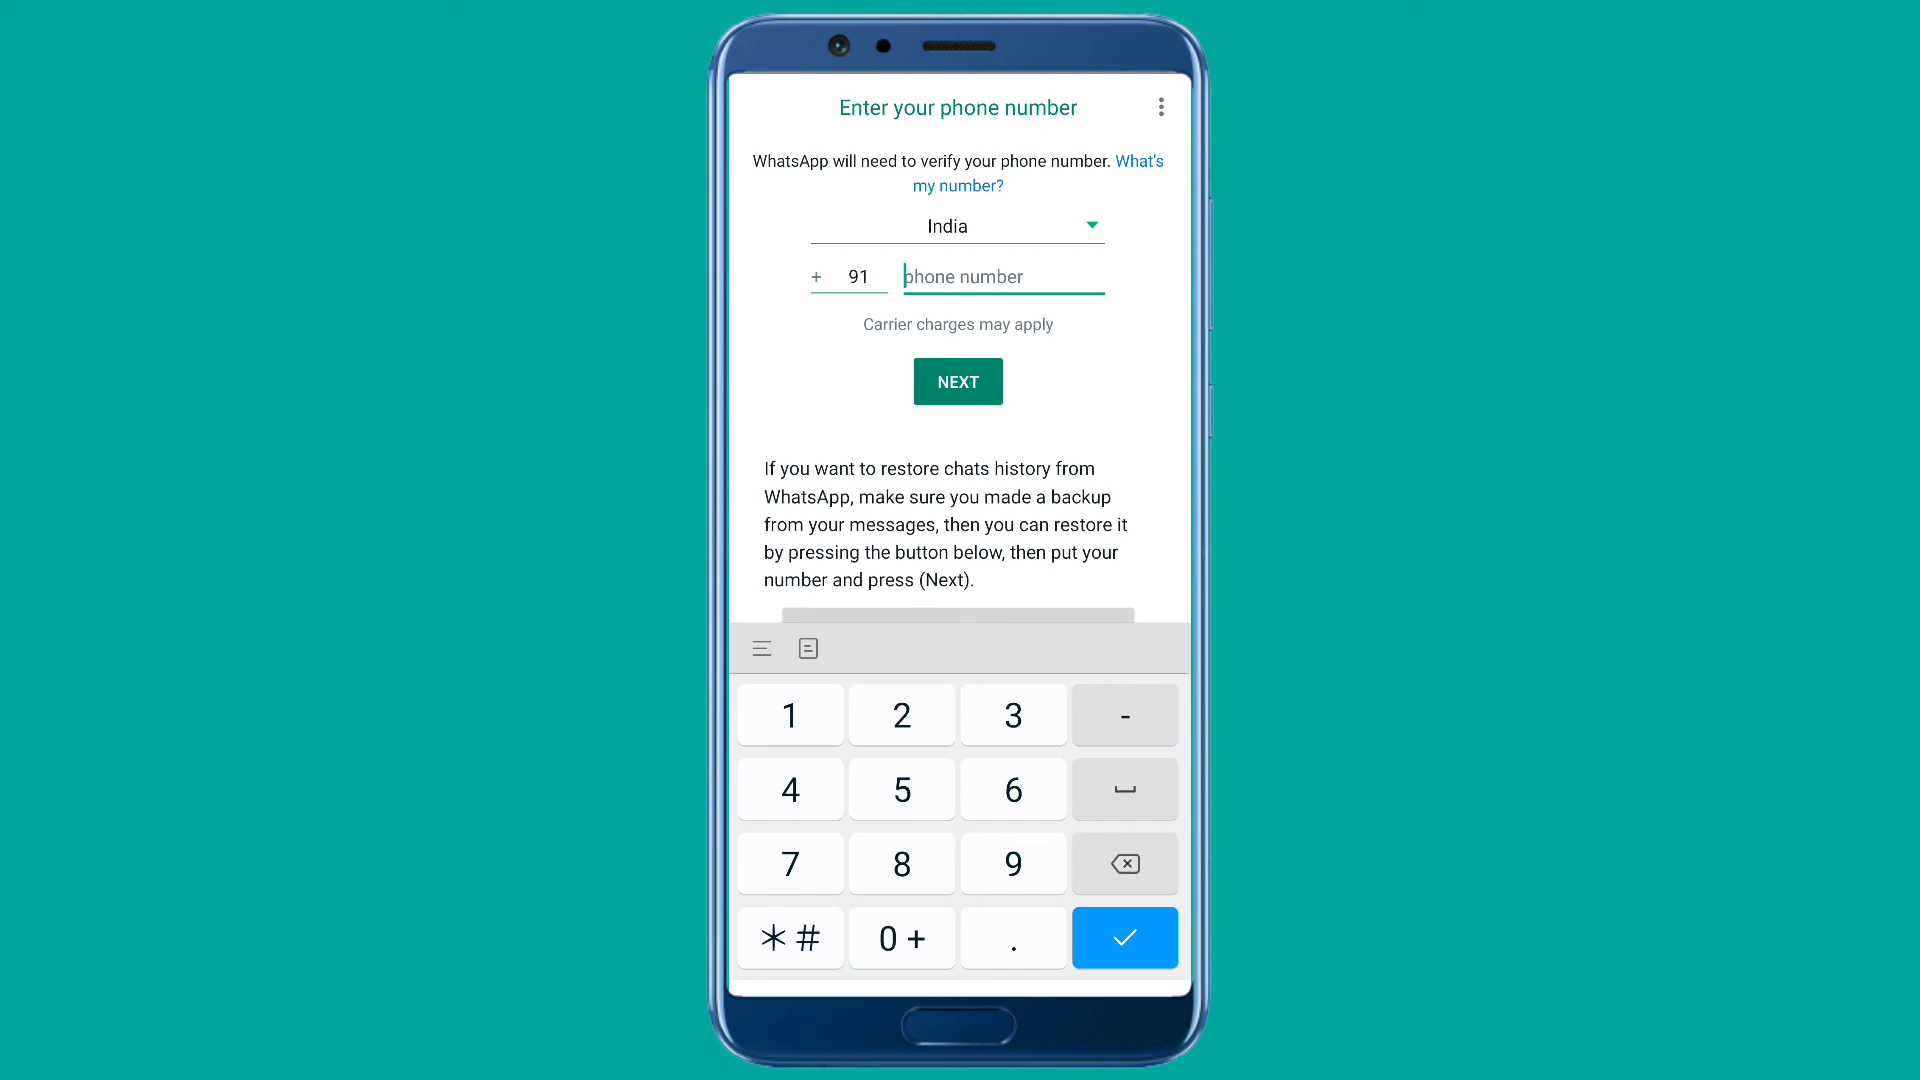 Enter your phone number
WhatsApp will need to verify your phone number. What's
my number?
India
+ 91 phone number
Carrier charges may apply
NEXT
If you want to restore chats history from
WhatsApp, make sure you made a backup
from your messages, then you can restore it
by pressing the button below, then put your
number and press (Next).
1 2 3 -
4 5 6
7 8 9
* # 0 + .